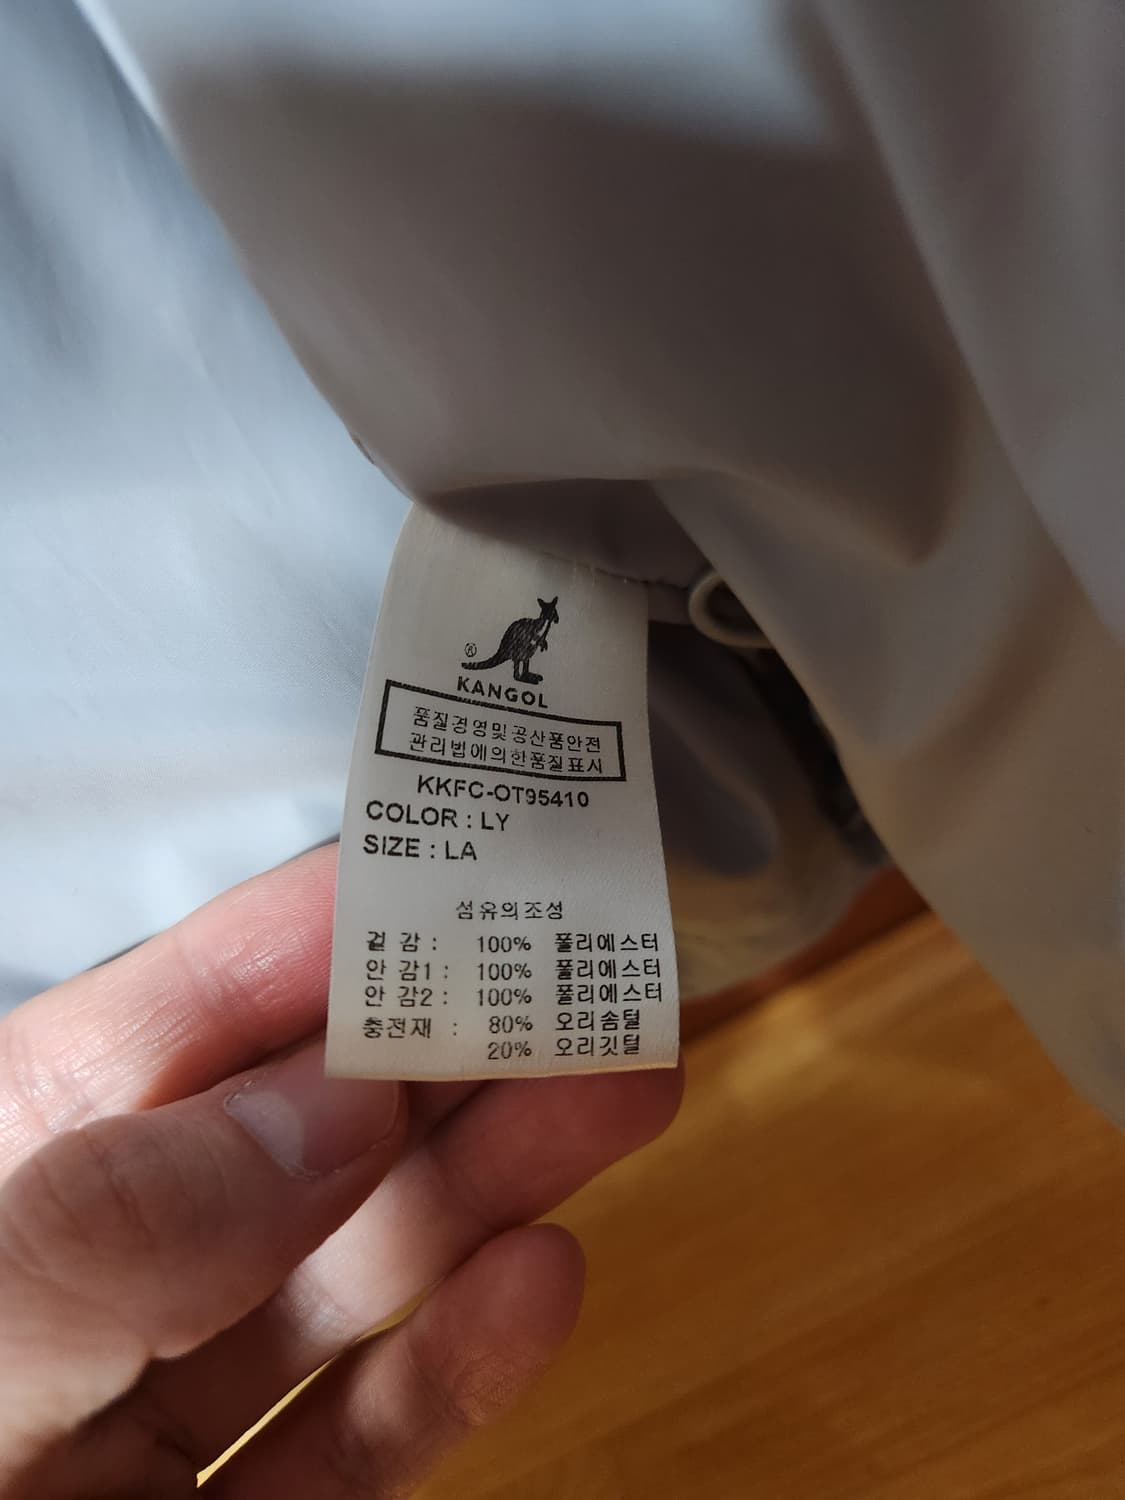 ®
KANGOL
품질경영및공산품안전
관리법에의한품질표시
KKFC-OT95410
COLOR : LY
SIZE : LA
섬유의조성
겉 감 : 100% 폴리에스터
안 감1 : 100% 폴리에스터
안 감2 : 100% 폴리에스터
충전재 : 80% 오리솜털
20% 오리깃털